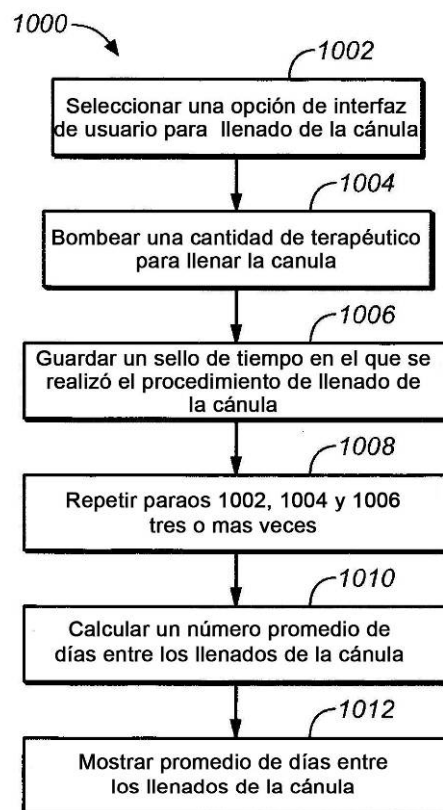 1000
1002
Seleccionar una opción de interfaz
de usuario para llenado de la cánula
1004
Bombear una cantidad de terapéutico
para llenar la canula
1006
Guardar un sello de tiempo en el que se
realizó el procedimiento de llenado de
la cánula
1008
Repetir paraos 1002, 1004 y 1006
tres o mas veces
1010
Calcular un número promedio de
días entre los llenados de la cánula
1012
Mostrar promedio de días entre
los llenados de la cánula